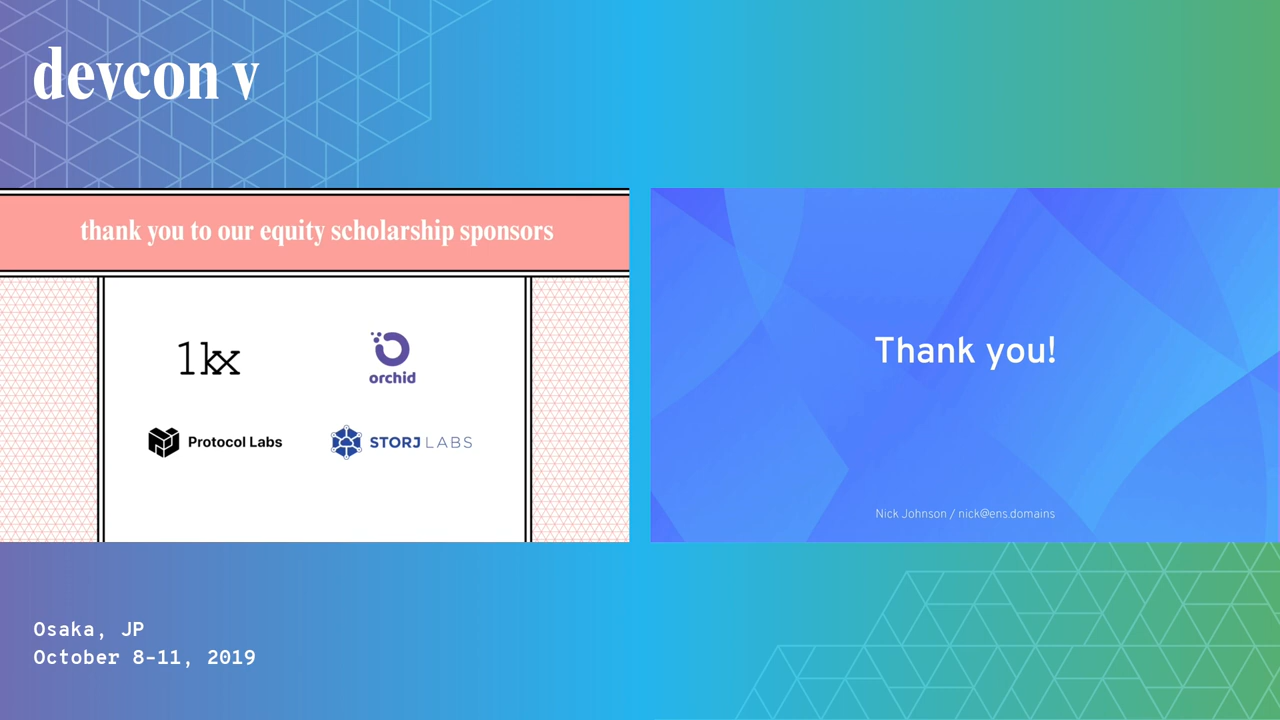 devcon v
thank you to our equity scholarship sponsors
1kx
orchid
Protocol Labs
STORJ LABS
Thank you!
Nick Johnson / nick@ens.domains
Osaka, JP
October 8-11, 2019